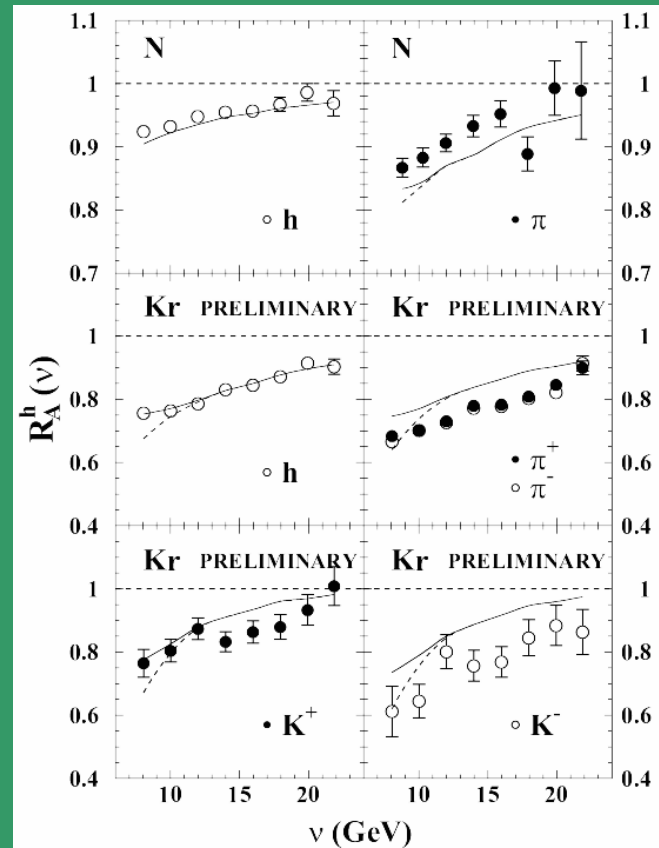 1.1 1.1
N N
1 1
0.9 0.9
h π
0.8 0.8
0.7 0.7
Kr PRELIMINARY Kr PRELIMINARY
1 1
0.8 0.8
R_A^h (ν)
π⁺
0.6 h 0.6
π⁻
0.4 0.4
Kr PRELIMINARY Kr PRELIMINARY
1 1
0.8 0.8
0.6 0.6
K⁺ K⁻
0.4 0.4
10 15 20 10 15 20
ν (GeV)